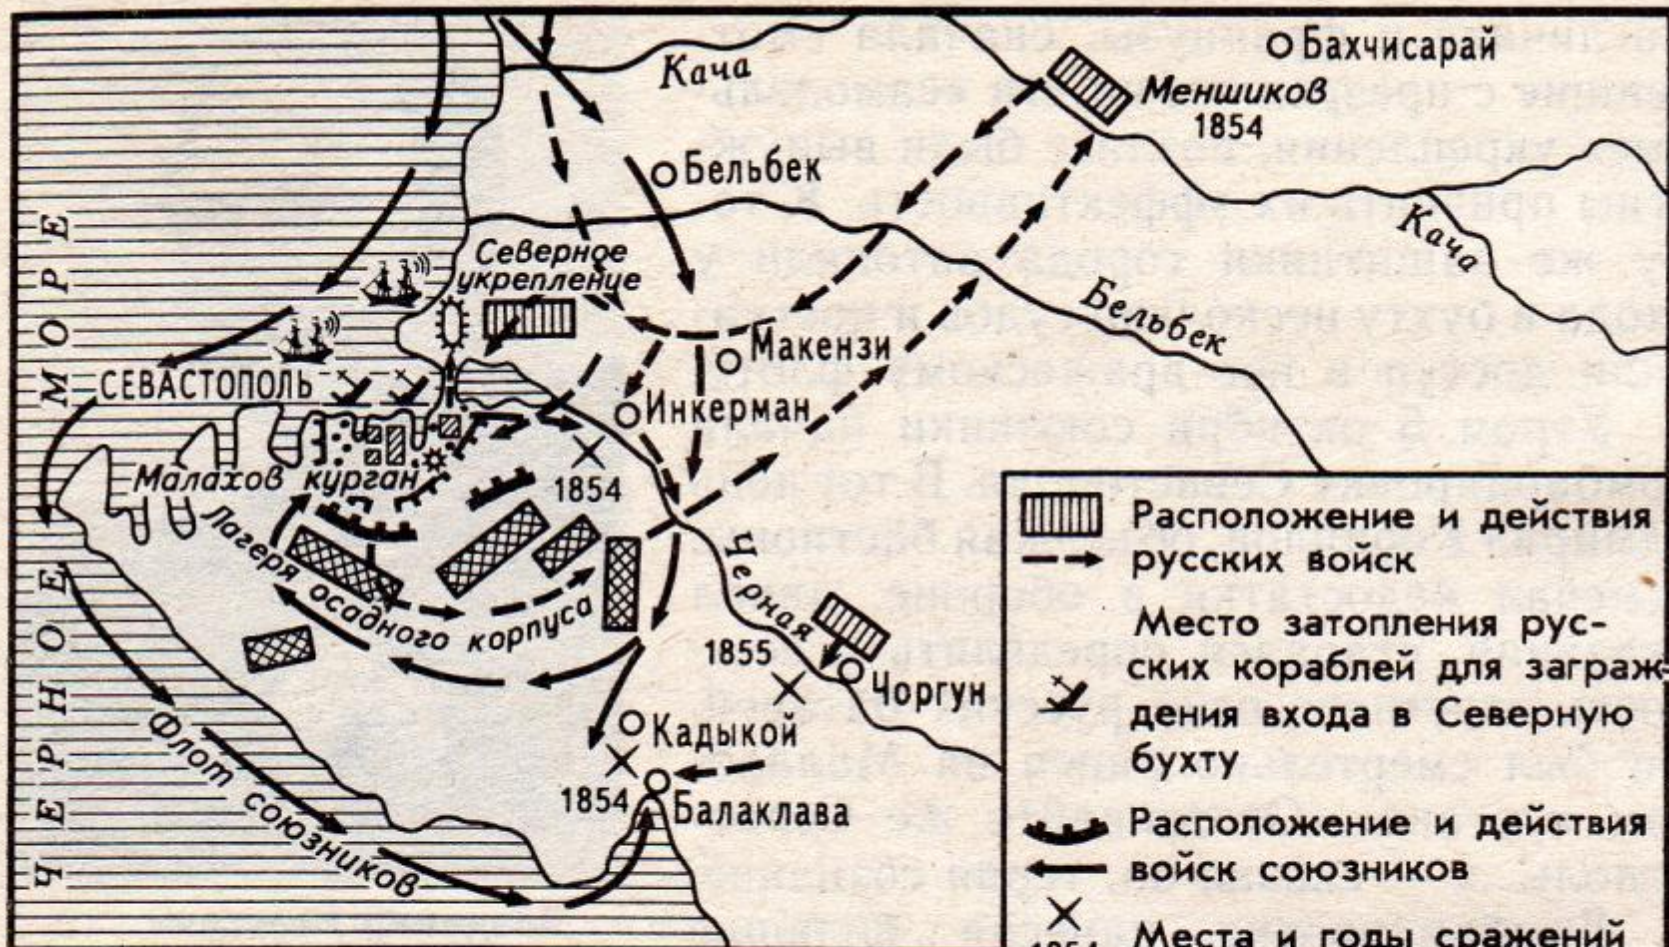 Кача
Бахчисарай
Меншиков
1854
Бельбек
Кача
Северное
укрепление
Бельбек
Макензи
СЕВАСТОПОЛЬ
Инкерман
Малахов курган
1854
Лагеря осадного корпуса
Черная
1855
Чоргун
Кадыкой
1854
Балаклава
Флот союзников
ЧЕРНОЕ МОРЕ
Расположение и действия
русских войск
Место затопления рус-
ских кораблей для заграж-
дения входа в Северную
бухту
Расположение и действия
войск союзников
Места и годы сражений
1854